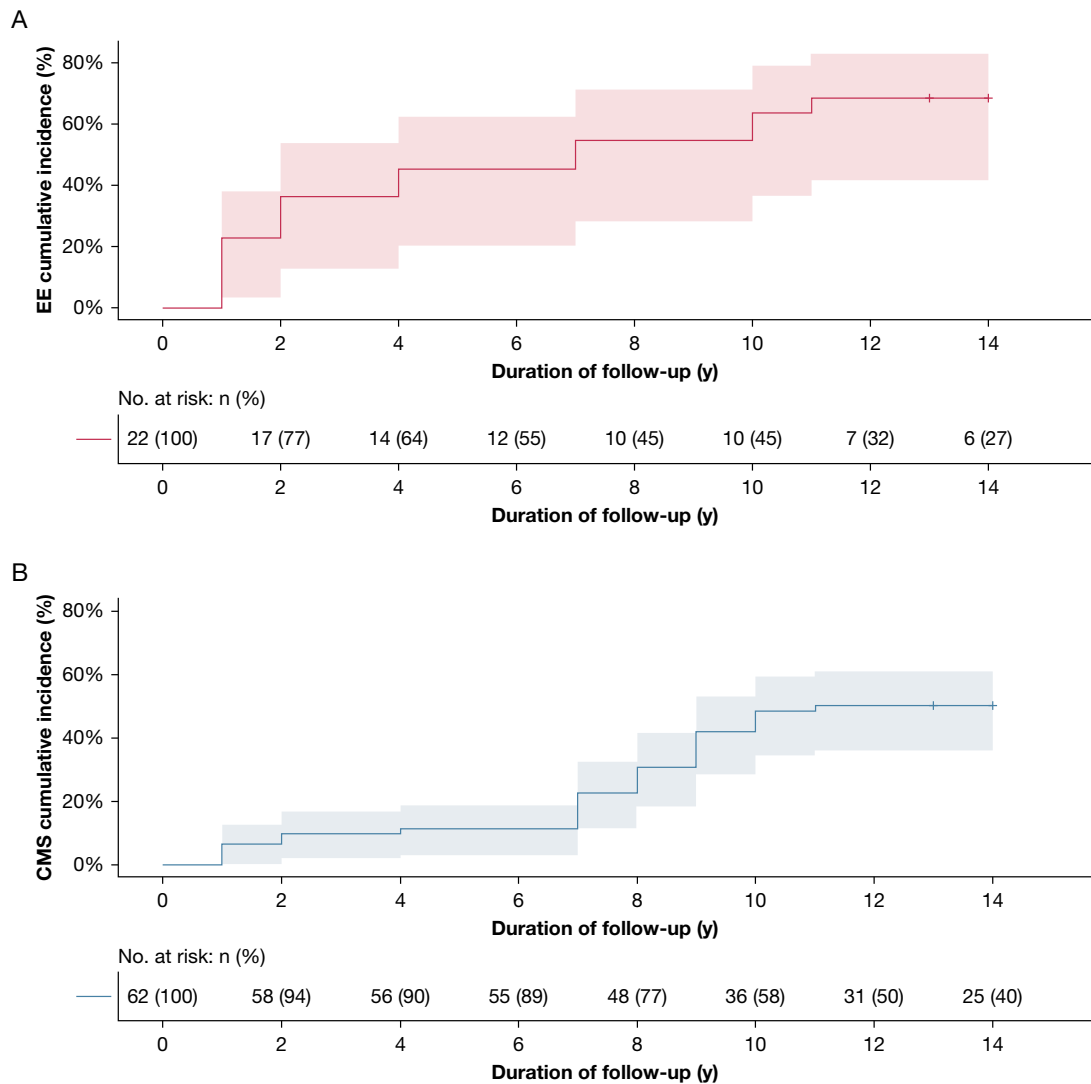 A
EE cumulative incidence (%)
80%
60%
40%
20%
0%
0 2 4 6 8 10 12 14
Duration of follow-up (y)
No. at risk: n (%)
22 (100) 17 (77) 14 (64) 12 (55) 10 (45) 10 (45) 7 (32) 6 (27)
0 2 4 6 8 10 12 14
Duration of follow-up (y)
B
CMS cumulative incidence (%)
80%
60%
40%
20%
0%
0 2 4 6 8 10 12 14
Duration of follow-up (y)
No. at risk: n (%)
62 (100) 58 (94) 56 (90) 55 (89) 48 (77) 36 (58) 31 (50) 25 (40)
0 2 4 6 8 10 12 14
Duration of follow-up (y)